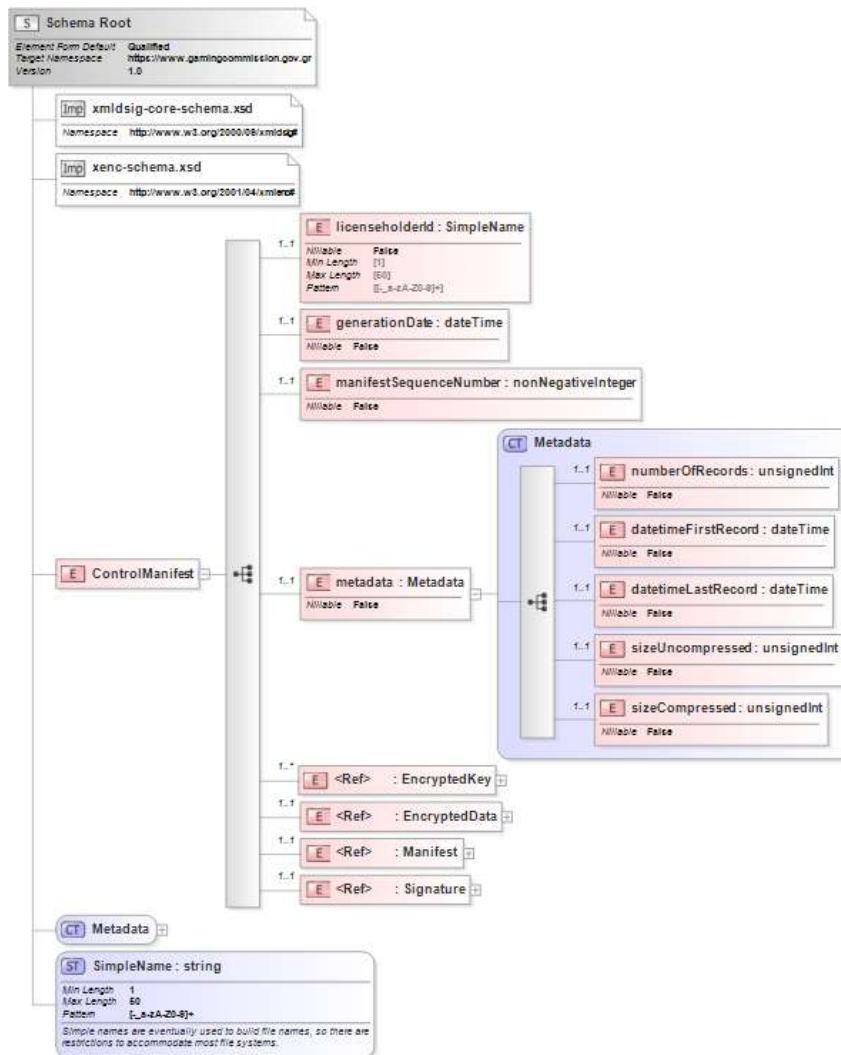 S Schema Root
Element Form Default Qualified
Target Namespace https://www.gamingcommission.gov.gr
Version 1.0
Imp xmldsig-core-schema.xsd
Namespace http://www.w3.org/2000/09/xmldsig#
Imp xenc-schema.xsd
Namespace http://www.w3.org/2001/04/xmlenc#
1..1 E licenseholderId : SimpleName
Nillable False
Min Length [1]
Max Length [50]
Pattern [[-_a-zA-Z0-9]+]
1..1 E generationDate : dateTime
Nillable False
1..1 E manifestSequenceNumber : nonNegativeInteger
Nillable False
CT Metadata
1..1 E numberOfRecords : unsignedInt
Nillable False
1..1 E datetimeFirstRecord : dateTime
Nillable False
E ControlManifest
1..1 E metadata : Metadata
Nillable False
1..1 E datetimeLastRecord : dateTime
Nillable False
1..1 E sizeUncompressed : unsignedInt
Nillable False
1..1 E sizeCompressed : unsignedInt
Nillable False
1..* E <Ref> : EncryptedKey
1..1 E <Ref> : EncryptedData
1..1 E <Ref> : Manifest
1..1 E <Ref> : Signature
CT Metadata
ST SimpleName : string
Min Length 1
Max Length 50
Pattern [-_a-zA-Z0-9]+
Simple names are eventually used to build file names, so there are
restrictions to accommodate most file systems.